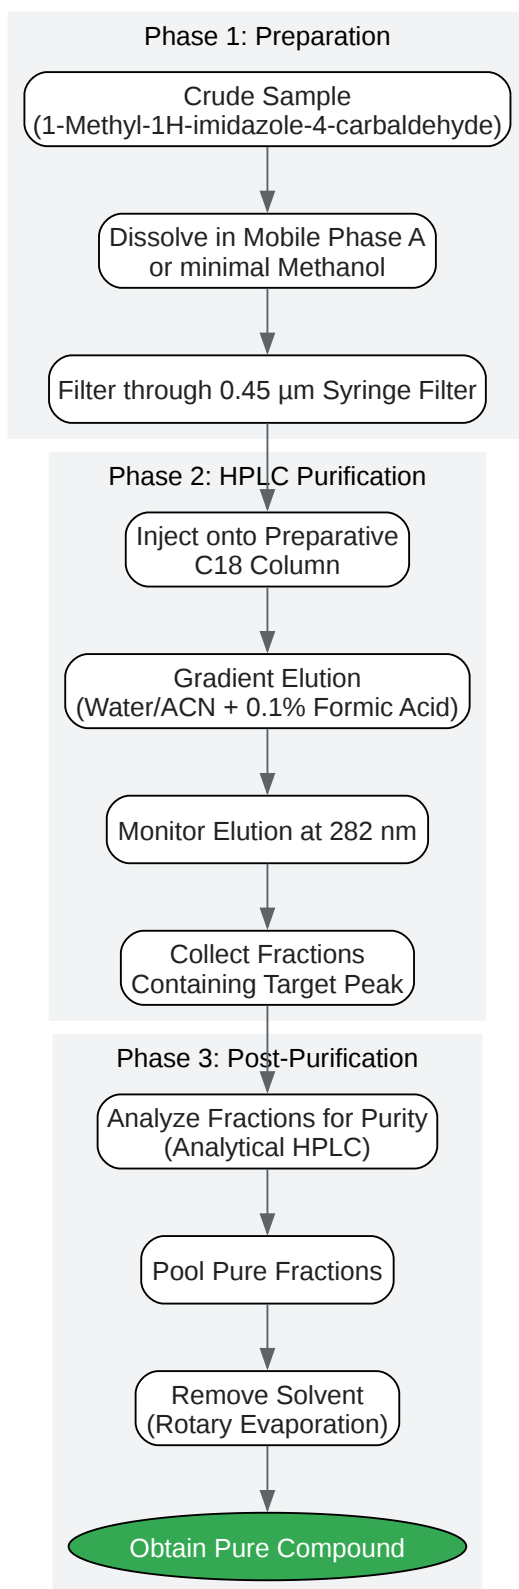 Phase 1: Preparation
Crude Sample
(1-Methyl-1H-imidazole-4-carbaldehyde)
Dissolve in Mobile Phase A
or minimal Methanol
Filter through 0.45 µm Syringe Filter
Phase 2: HPLC Purification
Inject onto Preparative
C18 Column
Gradient Elution
(Water/ACN + 0.1% Formic Acid)
Monitor Elution at 282 nm
Collect Fractions
Containing Target Peak
Phase 3: Post-Purification
Analyze Fractions for Purity
(Analytical HPLC)
Pool Pure Fractions
Remove Solvent
(Rotary Evaporation)
Obtain Pure Compound